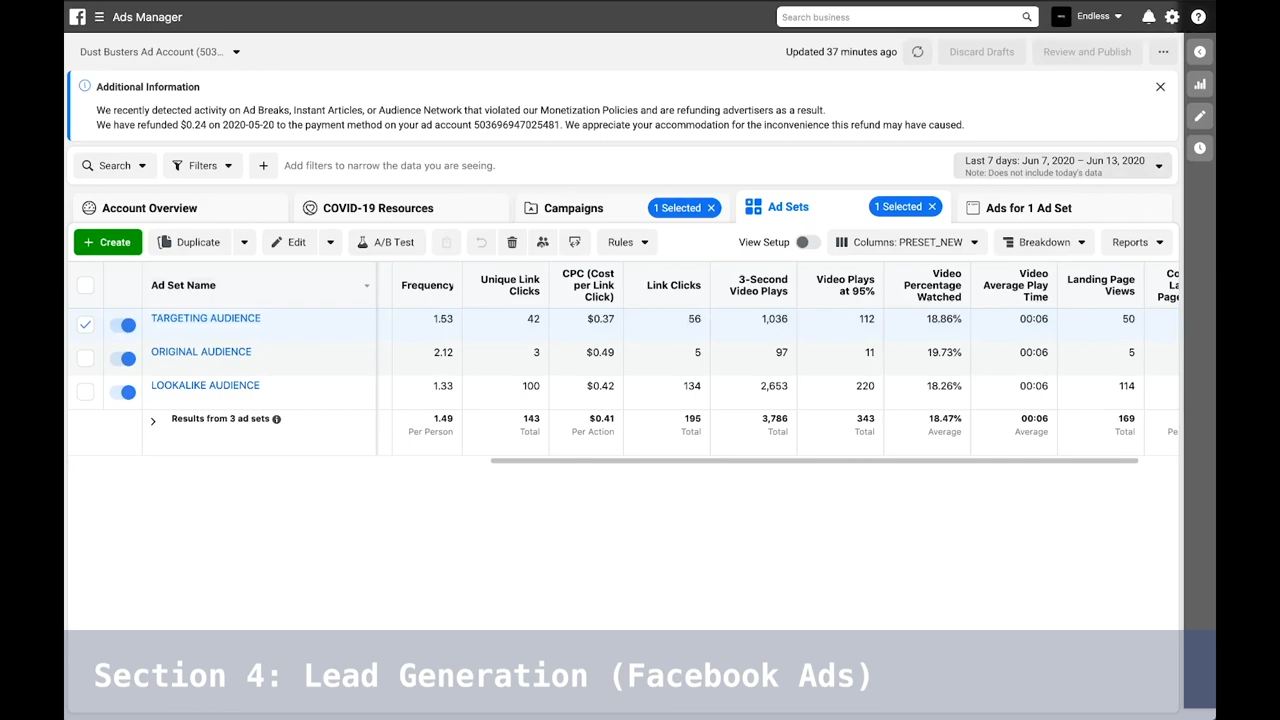 Ads Manager
Search business
Endless
Dust Busters Ad Account (503...
Updated 37 minutes ago
Discard Drafts
Review and Publish
Additional Information
We recently detected activity on Ad Breaks, Instant Articles, or Audience Network that violated our Monetization Policies and are refunding advertisers as a result.
We have refunded $0.24 on 2020-05-20 to the payment method on your ad account 503696947025481. We appreciate your accommodation for the inconvenience this refund may have caused.
Search
Filters
Add filters to narrow the data you are seeing.
Last 7 days: Jun 7, 2020 – Jun 13, 2020
Note: Does not include today's data
Account Overview
COVID-19 Resources
Campaigns
1 Selected
Ad Sets
1 Selected
Ads for 1 Ad Set
+ Create
Duplicate
Edit
A/B Test
Rules
View Setup
Columns: PRESET_NEW
Breakdown
Reports
Ad Set Name
Frequency
Unique Link Clicks
CPC (Cost per Link Click)
Link Clicks
3-Second Video Plays
Video Plays at 95%
Video Percentage Watched
Video Average Play Time
Landing Page Views
Co
La
Page
TARGETING AUDIENCE 1.53 42 $0.37 56 1,036 112 18.86% 00:06 50
ORIGINAL AUDIENCE 2.12 3 $0.49 5 97 11 19.73% 00:06 5
LOOKALIKE AUDIENCE 1.33 100 $0.42 134 2,653 220 18.26% 00:06 114
Results from 3 ad sets 1.49 143 $0.41 195 3,786 343 18.47% 00:06 169
Per Person Total Per Action Total Total Total Average Average Total Pe
Section 4: Lead Generation (Facebook Ads)